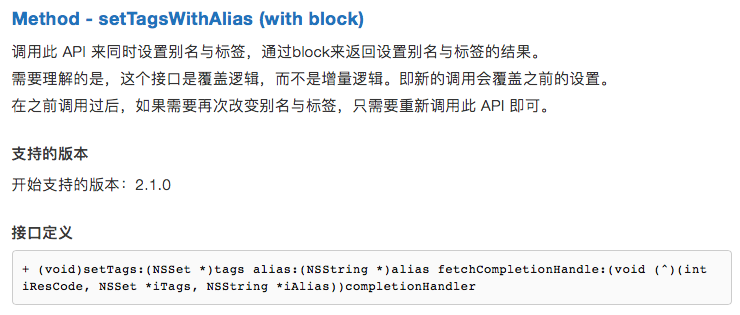 Method - setTagsWithAlias (with block)
调用此 API 来同时设置别名与标签，通过block来返回设置别名与标签的结果。
需要理解的是，这个接口是覆盖逻辑，而不是增量逻辑。即新的调用会覆盖之前的设置。
在之前调用过后，如果需要再次改变别名与标签，只需要重新调用此 API 即可。
支持的版本
开始支持的版本：2.1.0
接口定义
+ (void)setTags:(NSSet *)tags alias:(NSString *)alias fetchCompletionHandle:(void (^)(int
iResCode, NSSet *iTags, NSString *iAlias))completionHandler